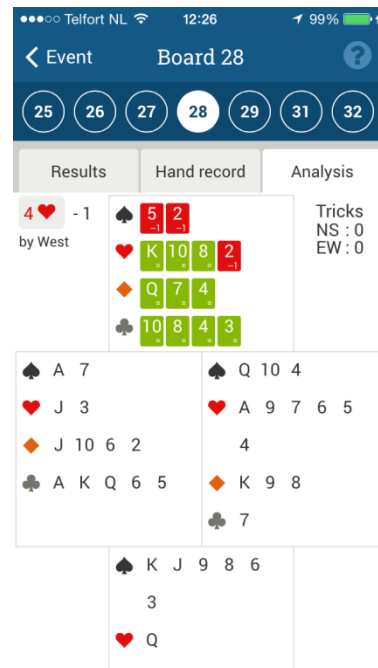 Telfort NL 12:26 99%
Event Board 28 ?
25 26 27 28 29 31 32
Results Hand record Analysis
4♥ -1
by West
♠ 5 -1 2 -1
♥ K = 10 = 8 = 2 -1
♦ Q = 7 = 4 =
♣ 10 = 8 = 4 = 3 =
Tricks
NS : 0
EW : 0
♠ A 7
♥ J 3
♦ J 10 6 2
♣ A K Q 6 5
♠ Q 10 4
♥ A 9 7 6 5
4
♦ K 9 8
♣ 7
♠ K J 9 8 6
3
♥ Q